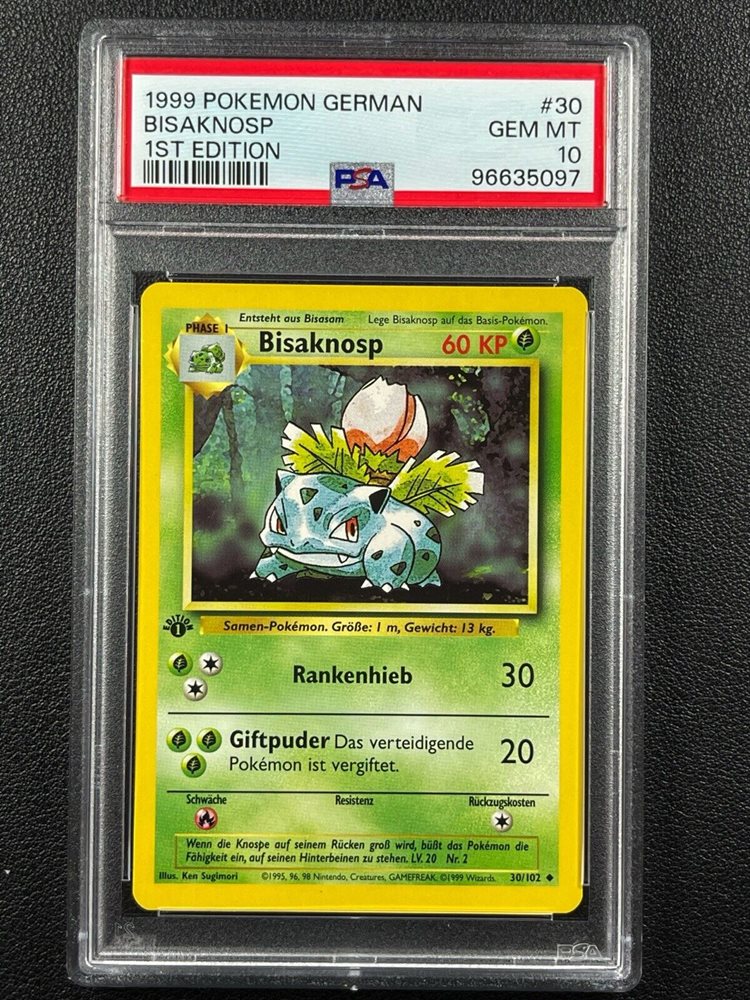 1999 POKEMON GERMAN #30
BISAKNOSP GEM MT
1ST EDITION 10
PSA 96635097
Entsteht aus Bisasam Lege Bisaknosp auf das Basis-Pokémon.
PHASE 1
Bisaknosp 60 KP
EDITION 1
Samen-Pokémon. Größe: 1 m, Gewicht: 13 kg.
Rankenhieb 30
Giftpuder Das verteidigende
Pokémon ist vergiftet. 20
Schwäche Resistenz Rückzugskosten
Wenn die Knospe auf seinem Rücken groß wird, büßt das Pokémon die
Fähigkeit ein, auf seinen Hinterbeinen zu stehen. LV. 20 Nr. 2
Illus. Ken Sugimori ©1995, 96, 98 Nintendo, Creatures, GAMEFREAK. ©1999 Wizards. 30/102
PSA